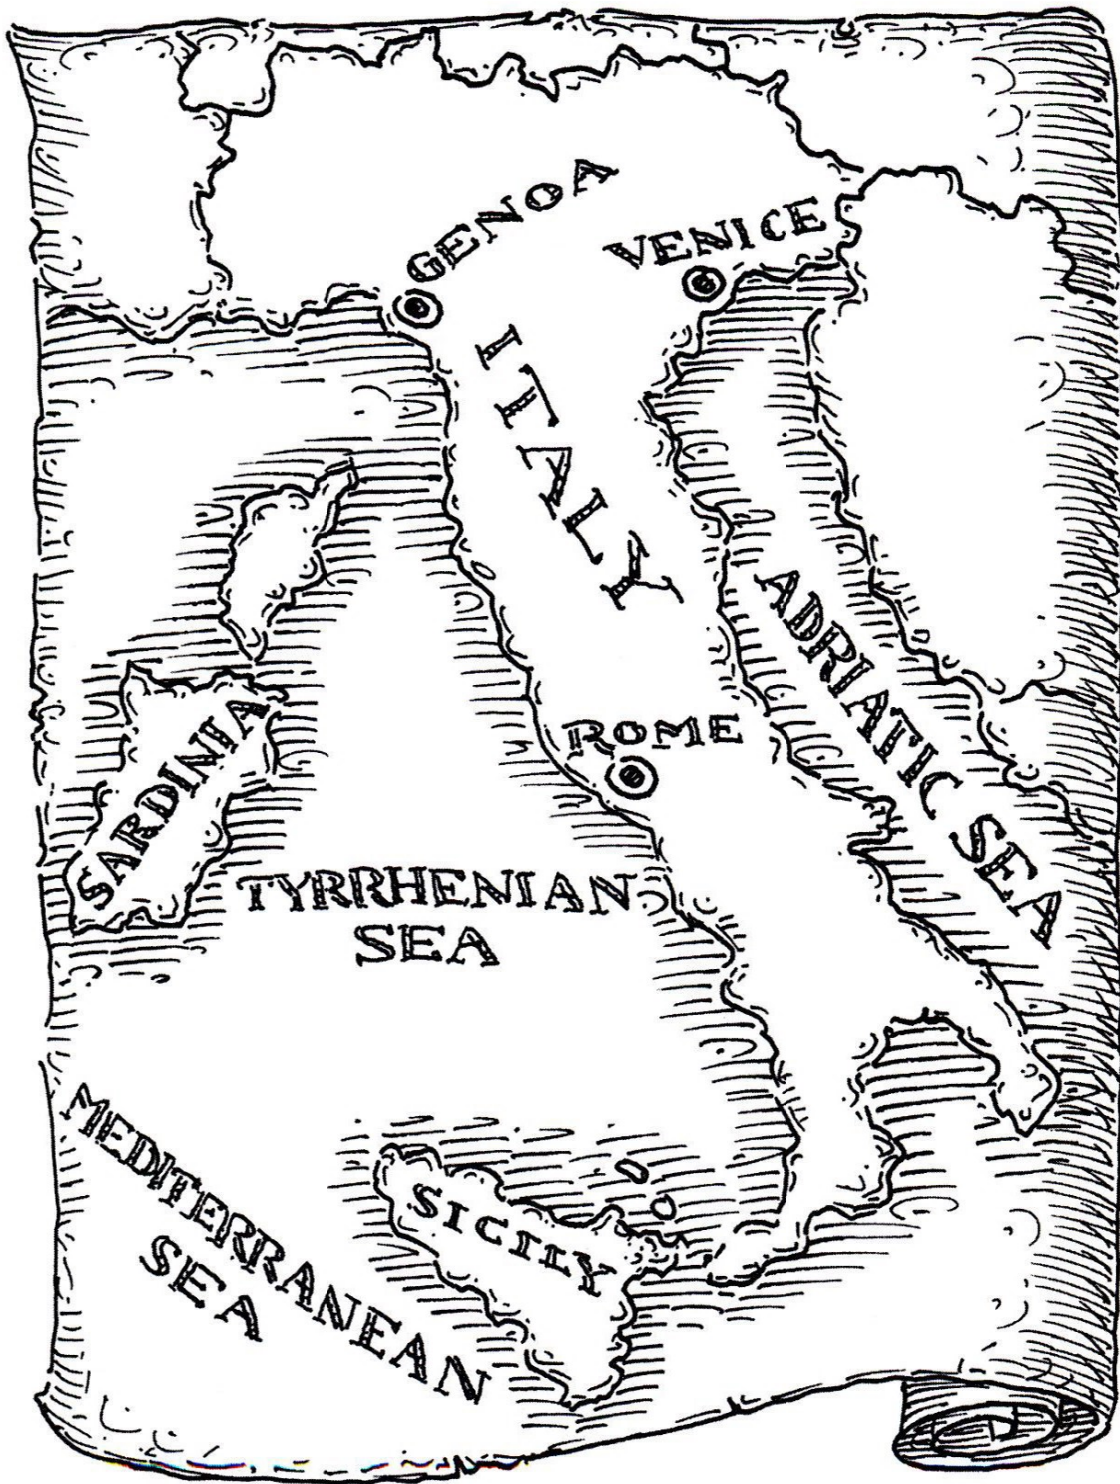 GENOA
VENICE
ITALY
ADRIATIC SEA
ROME
SARDINIA
TYRRHENIAN
SEA
MEDITERRANEAN
SEA
SICILY